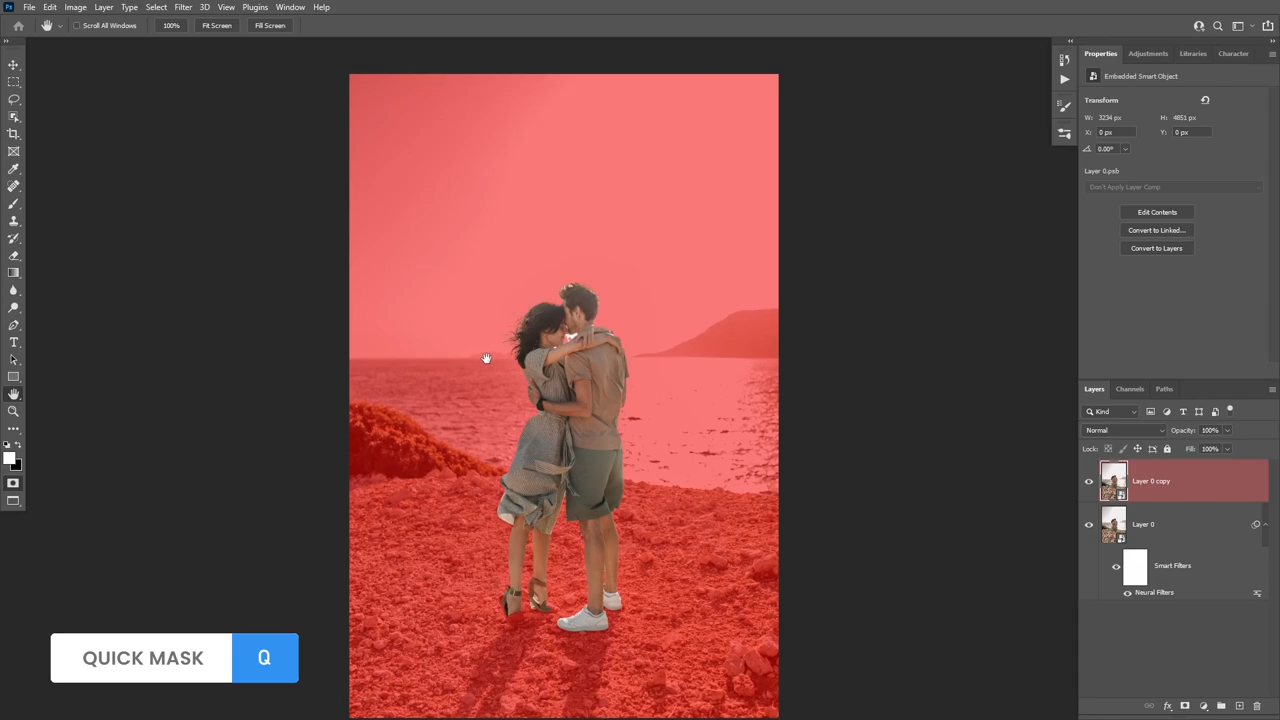 Ps File Edit Image Layer Type Select Filter 3D View Plugins Window Help
Scroll All Windows 100% Fit Screen Fill Screen
Properties Adjustments Libraries Character
Embedded Smart Object
Transform
W: 3234 px H: 4851 px
X: 0 px Y: 0 px
0.00°
Layer 0.psb
Don't Apply Layer Comp
Edit Contents
Convert to Linked...
Convert to Layers
Layers Channels Paths
Kind
Normal Opacity: 100%
Lock: Fill: 100%
Layer 0 copy
Layer 0
Smart Filters
Neural Filters
QUICK MASK Q